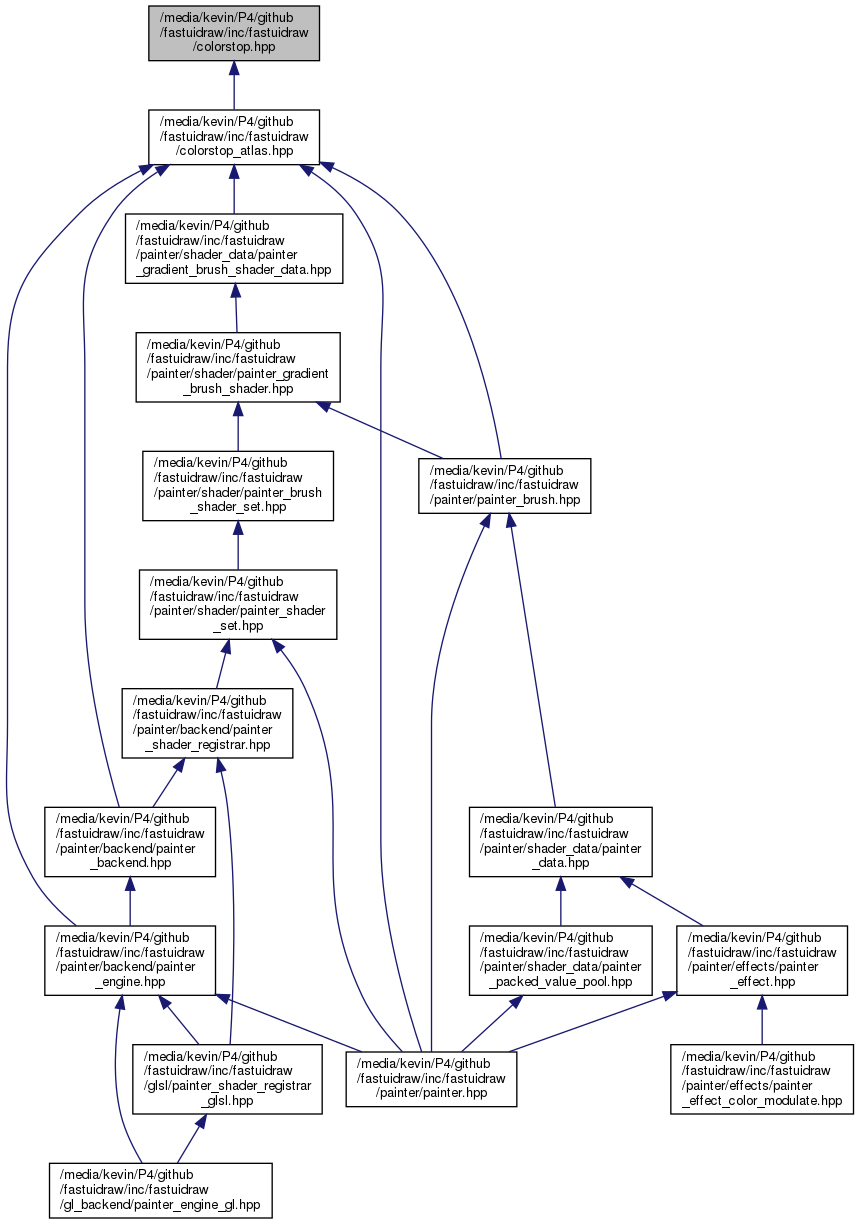 /media/kevin/P4/github
/fastuidraw/inc/fastuidraw
/colorstop.hpp
/media/kevin/P4/github
/fastuidraw/inc/fastuidraw
/colorstop_atlas.hpp
/media/kevin/P4/github
/fastuidraw/inc/fastuidraw
/painter/shader_data/painter
_gradient_brush_shader_data.hpp
/media/kevin/P4/github
/fastuidraw/inc/fastuidraw
/painter/shader/painter_gradient
_brush_shader.hpp
/media/kevin/P4/github
/fastuidraw/inc/fastuidraw
/painter/shader/painter_brush
_shader_set.hpp
/media/kevin/P4/github
/fastuidraw/inc/fastuidraw
/painter/painter_brush.hpp
/media/kevin/P4/github
/fastuidraw/inc/fastuidraw
/painter/shader/painter_shader
_set.hpp
/media/kevin/P4/github
/fastuidraw/inc/fastuidraw
/painter/backend/painter
_shader_registrar.hpp
/media/kevin/P4/github
/fastuidraw/inc/fastuidraw
/painter/backend/painter
_backend.hpp
/media/kevin/P4/github
/fastuidraw/inc/fastuidraw
/painter/shader_data/painter
_data.hpp
/media/kevin/P4/github
/fastuidraw/inc/fastuidraw
/painter/backend/painter
_engine.hpp
/media/kevin/P4/github
/fastuidraw/inc/fastuidraw
/painter/shader_data/painter
_packed_value_pool.hpp
/media/kevin/P4/github
/fastuidraw/inc/fastuidraw
/painter/effects/painter
_effect.hpp
/media/kevin/P4/github
/fastuidraw/inc/fastuidraw
/glsl/painter_shader_registrar
_glsl.hpp
/media/kevin/P4/github
/fastuidraw/inc/fastuidraw
/painter/painter.hpp
/media/kevin/P4/github
/fastuidraw/inc/fastuidraw
/painter/effects/painter
_effect_color_modulate.hpp
/media/kevin/P4/github
/fastuidraw/inc/fastuidraw
/gl_backend/painter_engine_gl.hpp